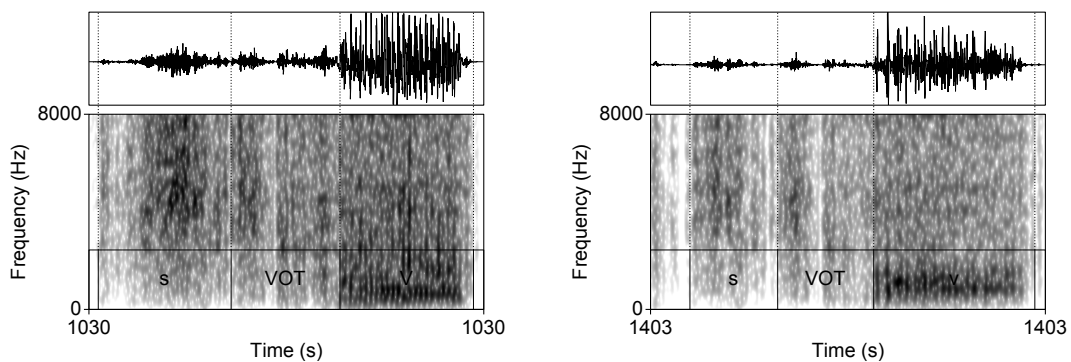 8000
Frequency (Hz)
s VOT V
0
1030 1030
Time (s)
8000
Frequency (Hz)
s VOT V
0
1403 1403
Time (s)